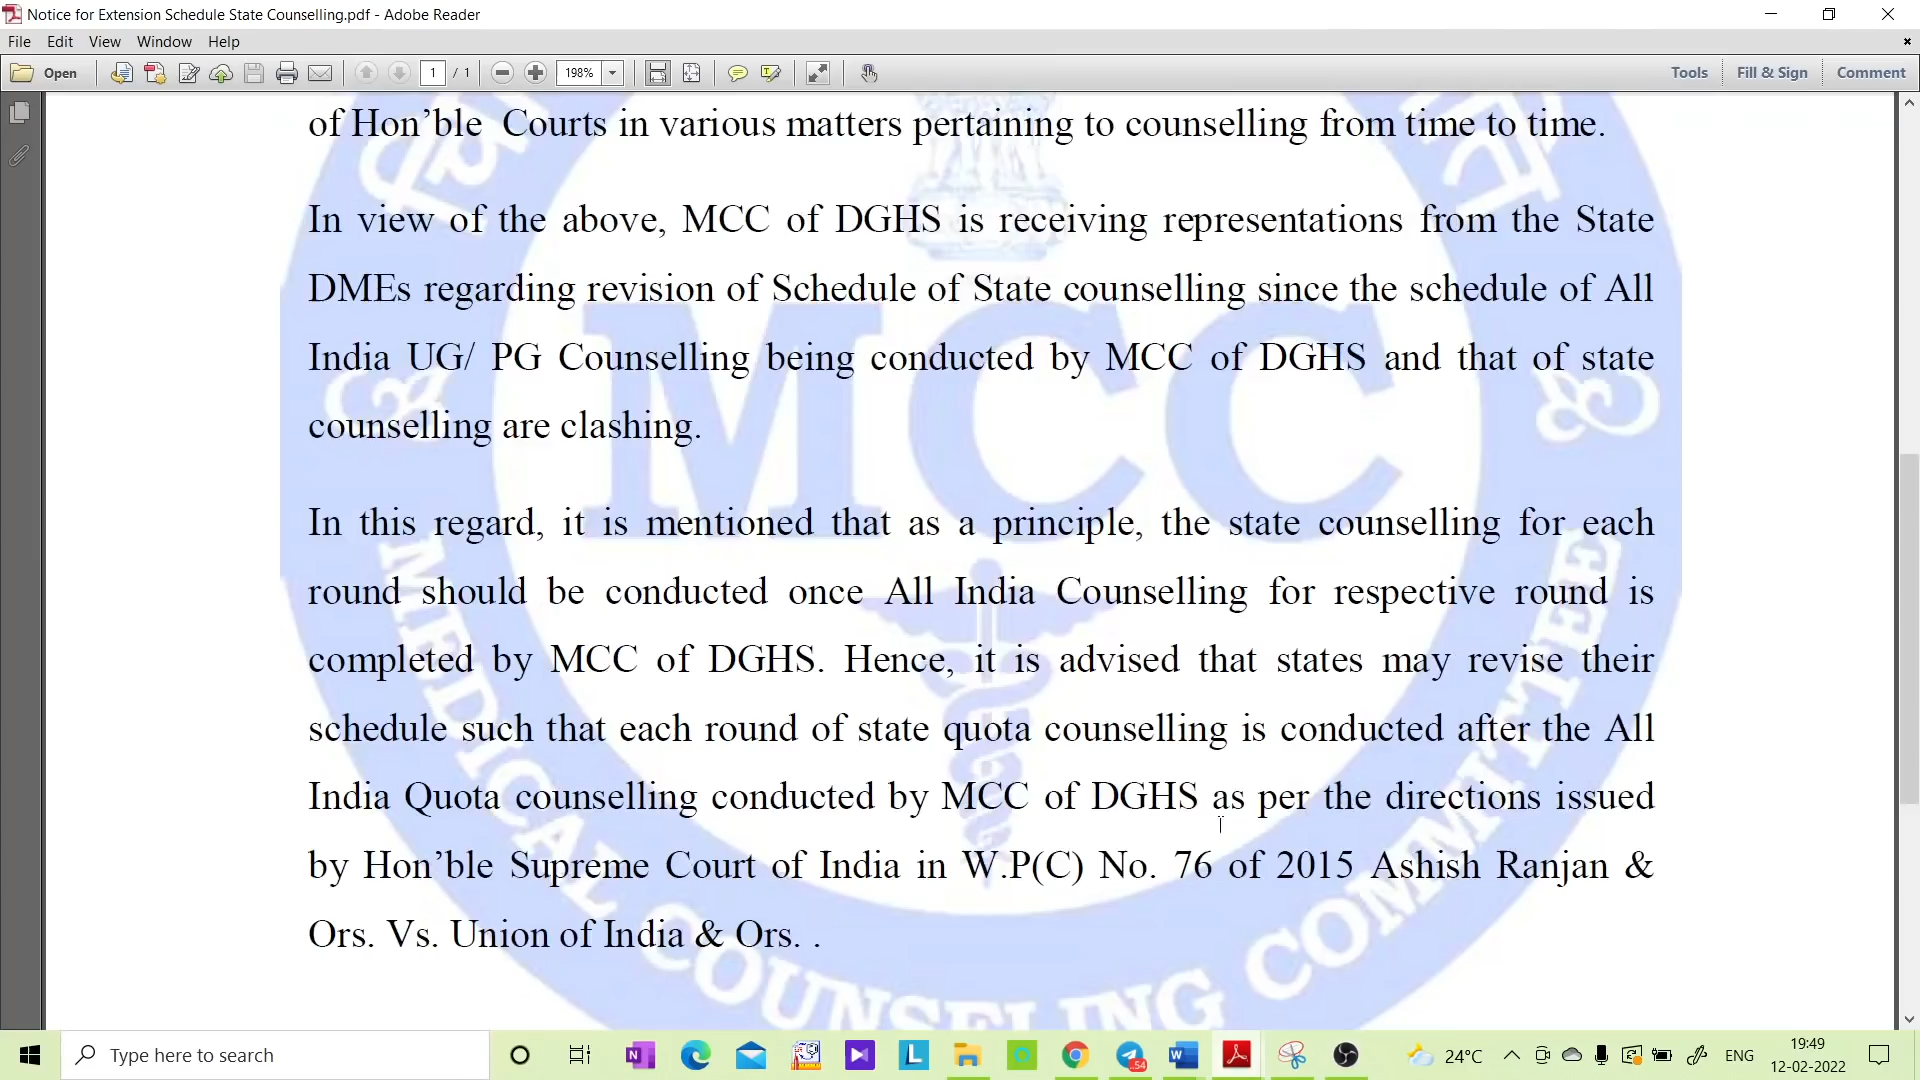 Notice for Extension Schedule State Counselling.pdf - Adobe Reader
File Edit View Window Help
Open 1 / 1 198% Tools Fill & Sign Comment
of Hon’ble Courts in various matters pertaining to counselling from time to time.
In view of the above, MCC of DGHS is receiving representations from the State
DMEs regarding revision of Schedule of State counselling since the schedule of All
India UG/ PG Counselling being conducted by MCC of DGHS and that of state
counselling are clashing.
In this regard, it is mentioned that as a principle, the state counselling for each
round should be conducted once All India Counselling for respective round is
completed by MCC of DGHS. Hence, it is advised that states may revise their
schedule such that each round of state quota counselling is conducted after the All
India Quota counselling conducted by MCC of DGHS as per the directions issued
by Hon’ble Supreme Court of India in W.P(C) No. 76 of 2015 Ashish Ranjan &
Ors. Vs. Union of India & Ors. .
MCC
MEDICAL COUNSELING COMMITTEE
Type here to search
N
L
54
W
24°C
ENG
19:49
12-02-2022